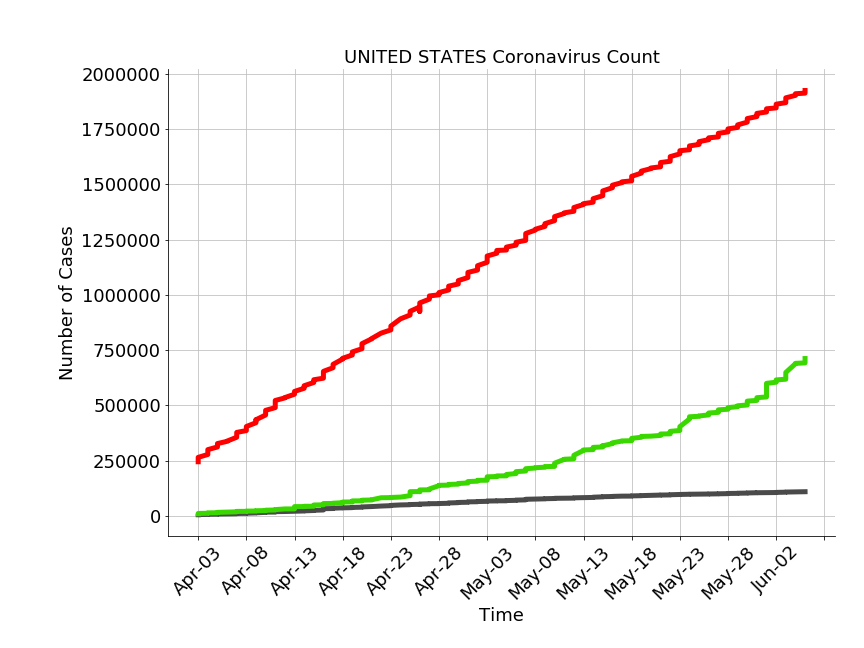 UNITED STATES Coronavirus Count
2000000
1750000
1500000
1250000
1000000
750000
500000
250000
0
Number of Cases
Apr-03
Apr-08
Apr-13
Apr-18
Apr-23
Apr-28
May-03
May-08
May-13
May-18
May-23
May-28
Jun-02
Time